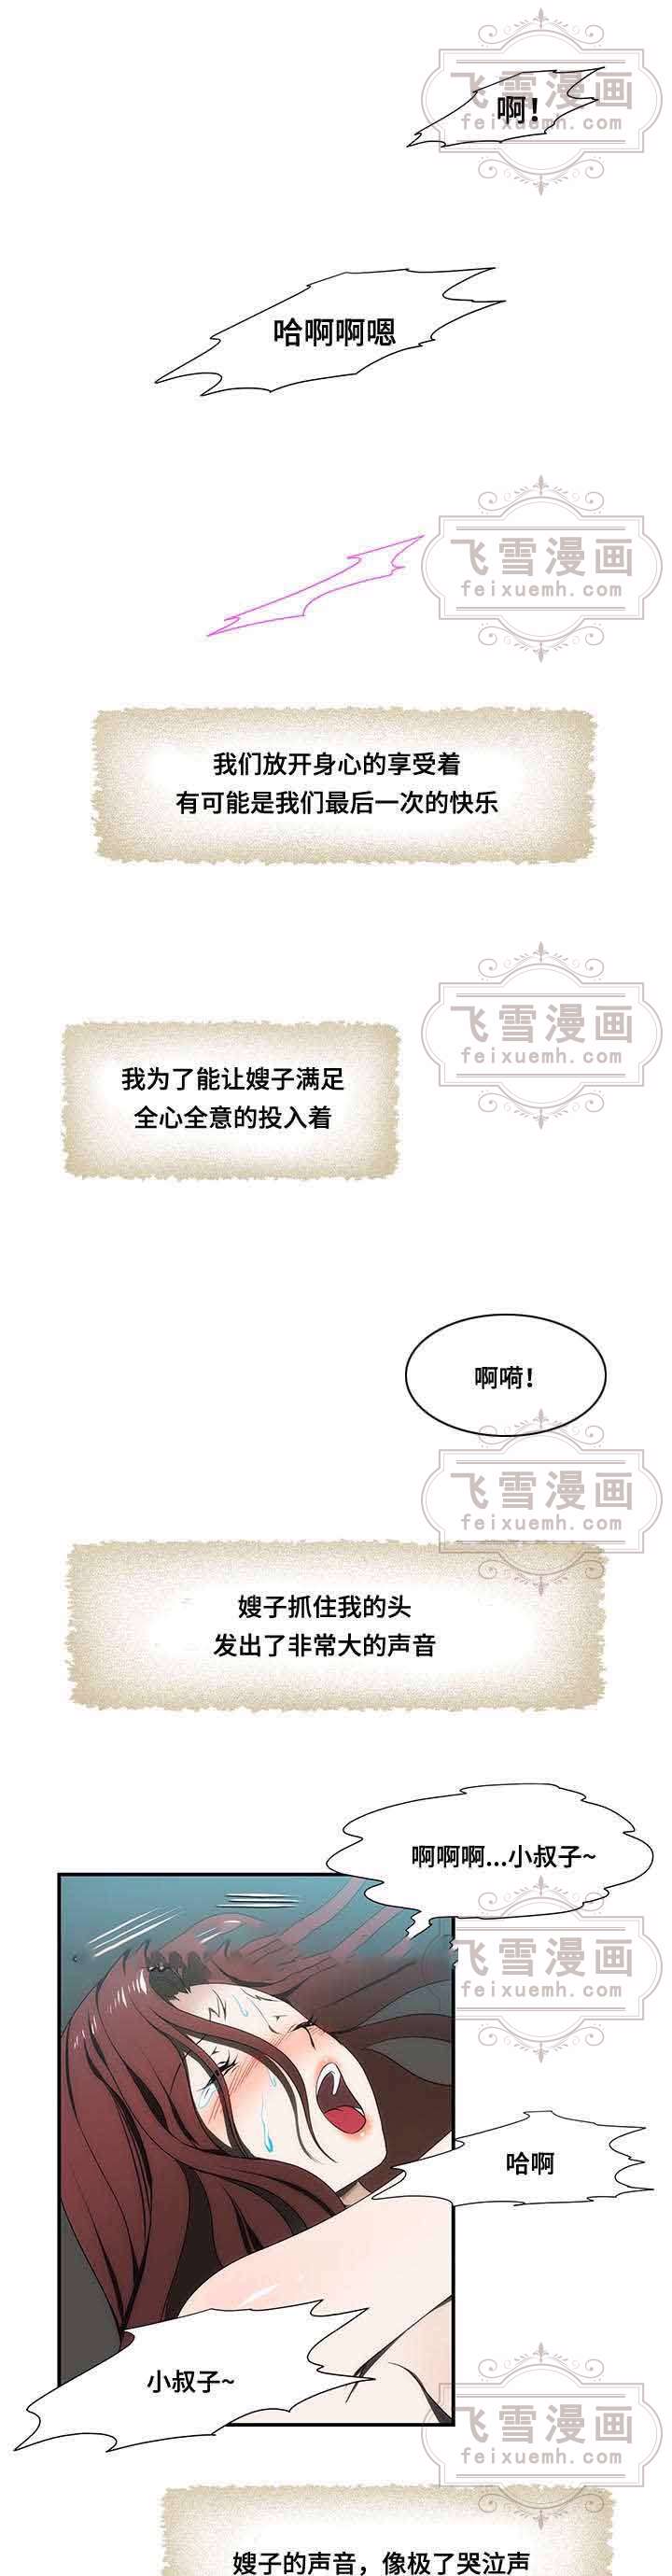 飞雪漫画
feixuemh.com
啊！
哈啊啊嗯
飞雪漫画
feixuemh.com
我们放开身心的享受着
有可能是我们最后一次的快乐
飞雪漫画
feixuemh.com
我为了能让嫂子满足
全心全意的投入着
啊嗬！
飞雪漫画
feixuemh.com
嫂子抓住我的头
发出了非常大的声音
啊啊啊...小叔子~
飞雪漫画
feixuemh.com
哈啊
小叔子~
飞雪漫画
feixuemh.com
嫂子的声音，像极了哭泣声